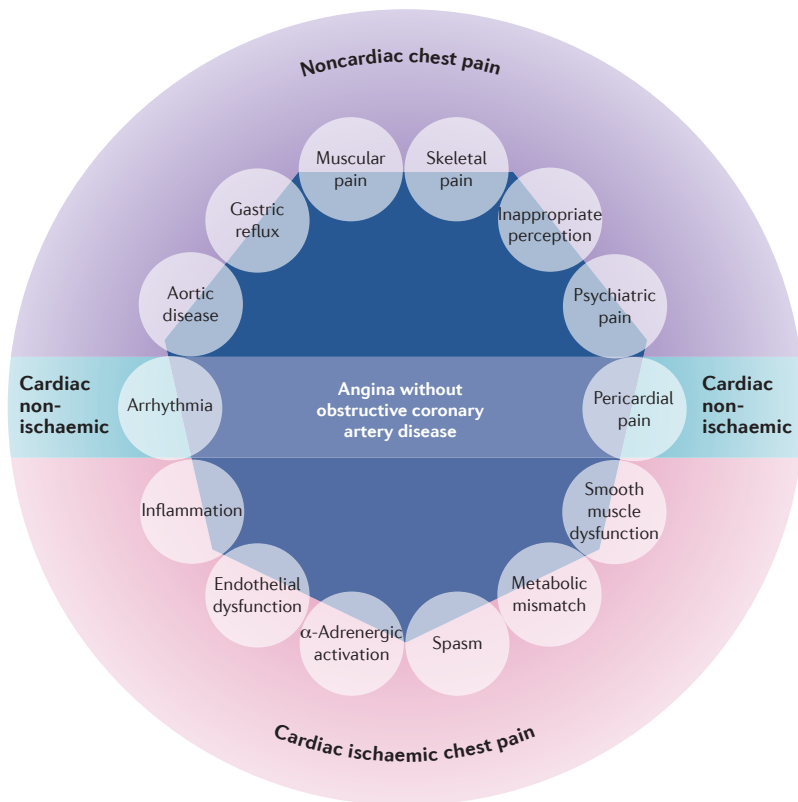 Noncardiac chest pain
Muscular
pain
Skeletal
pain
Gastric
reflux
Inappropriate
perception
Aortic
disease
Psychiatric
pain
Cardiac
non-
ischaemic
Arrhythmia
Angina without
obstructive coronary
artery disease
Pericardial
pain
Cardiac
non-
ischaemic
Inflammation
Smooth
muscle
dysfunction
Endothelial
dysfunction
Metabolic
mismatch
α-Adrenergic
activation
Spasm
Cardiac ischaemic chest pain